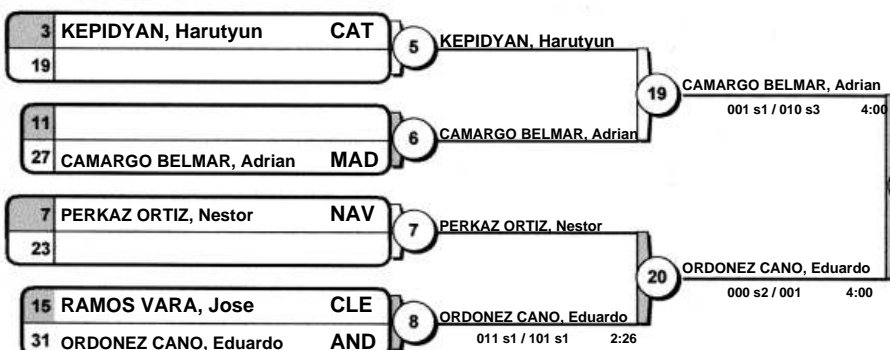 3 KEPIDYAN, Harutyun CAT
19
5
KEPIDYAN, Harutyun
11
27 CAMARGO BELMAR, Adrian MAD
6
CAMARGO BELMAR, Adrian
19
CAMARGO BELMAR, Adrian
001 s1 / 010 s3 4:00
7 PERKAZ ORTIZ, Nestor NAV
23
7
PERKAZ ORTIZ, Nestor
15 RAMOS VARA, Jose CLE
31 ORDONEZ CANO, Eduardo AND
8
ORDONEZ CANO, Eduardo
011 s1 / 101 s1 2:26
20
ORDONEZ CANO, Eduardo
000 s2 / 001 4:00